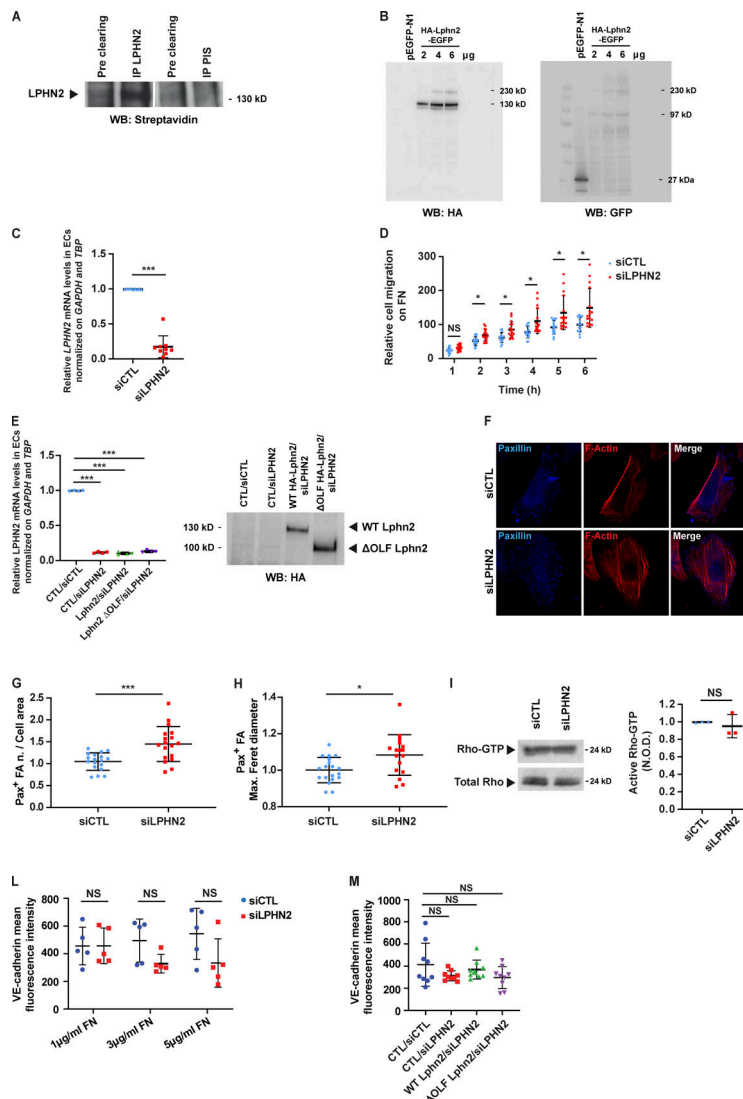 A
Pre clearing
IP LPHN2
Pre clearing
IP PIS
LPHN2
- 130 kD
WB: Streptavidin
B
pEGFP-N1
HA-Lphn2
-EGFP
2 4 6 µg
- 230 kD
- 130 kD
WB: HA
pEGFP-N1
HA-Lphn2
-EGFP
2 4 6
- 230 kD
- 97 kD
- 27 kDa
WB: GFP
C
Relative LPHN2 mRNA levels in ECs
normalized on GAPDH and TBP
1.5
1.0
0.5
0.0
***
siCTL
siLPHN2
D
Relative cell migration
on FN
300
200
100
0
NS * * * * *
siCTL
siLPHN2
1 2 3 4 5 6
Time (h)
E
Relative LPHN2 mRNA levels in ECs
normalized on GAPDH and TBP
1.5
1.0
0.5
0.0
***
***
***
CTL/siCTL
CTL/siLPHN2
Lphn2/siLPHN2
Lphn2 ΔOLF/siLPHN2
CTL/siCTL
CTL/siLPHN2
WT HA-Lphn2/
siLPHN2
ΔOLF HA-Lphn2/
siLPHN2
130 kD -
100 kD -
WT Lphn2
ΔOLF Lphn2
WB: HA
F
siCTL
Paxillin
F-Actin
Merge
siLPHN2
Paxillin
F-Actin
Merge
G
Pax+ FA n. / Cell area
2.5
2.0
1.5
1.0
0.5
0.0
***
siCTL
siLPHN2
H
Pax+ FA
Max. Feret diameter
1.4
1.2
1.0
0.8
*
siCTL
siLPHN2
I
siCTL
siLPHN2
Rho-GTP
- 24 kD
Total Rho
- 24 kD
Active Rho-GTP
(N.O.D.)
1.0
0.8
0.6
0.4
0.2
0.0
NS
siCTL
siLPHN2
L
VE-cadherin mean
fluorescence intensity
800
600
400
200
0
NS NS NS
siCTL
siLPHN2
1µg/ml FN
3µg/ml FN
5µg/ml FN
M
VE-cadherin mean
fluorescence intensity
1000
800
600
400
200
0
NS
NS
NS
CTL/siCTL
CTL/siLPHN2
WT Lphn2/siLPHN2
ΔOLF Lphn2/siLPHN2